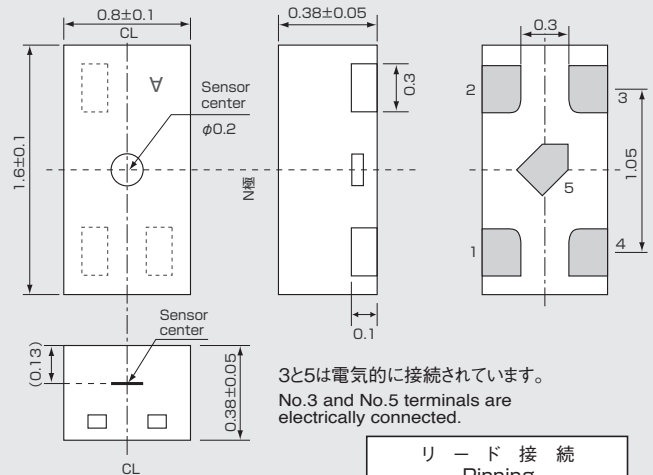 0.8±0.1
CL
∀
Sensor
center
φ0.2
1.6±0.1
N極
0.38±0.05
0.3
0.1
0.3
2
3
5
1
4
1.05
Sensor
center
(0.13)
0.38±0.05
CL
3と5は電気的に接続されています。
No.3 and No.5 terminals are
electrically connected.
リード接続
Pinning